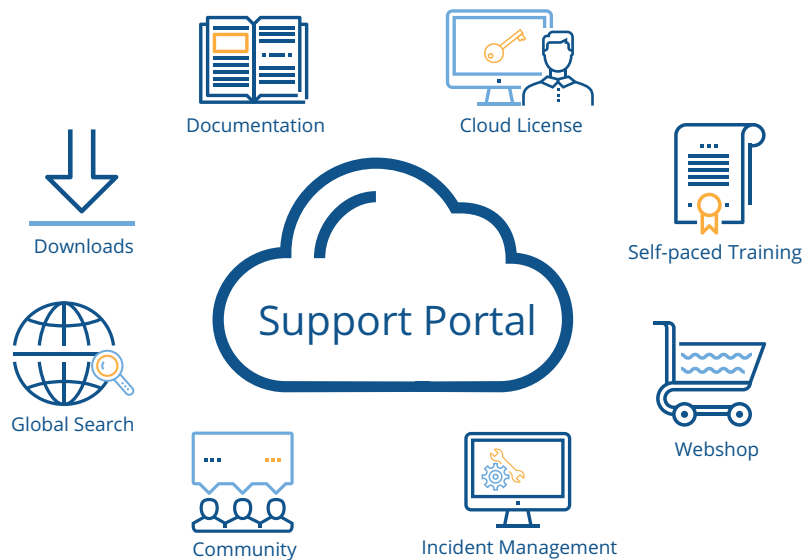 Documentation
Cloud License
Downloads
Self-paced Training
Support Portal
Global Search
Webshop
Community
Incident Management